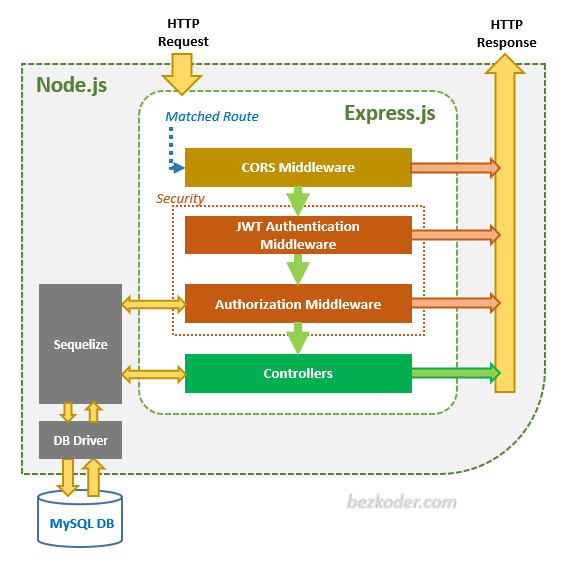 HTTP
Request
HTTP
Response
Node.js
Express.js
Matched Route
CORS Middleware
Security
JWT Authentication
Middleware
Authorization Middleware
Sequelize
Controllers
DB Driver
MySQL DB
bezkoder.com